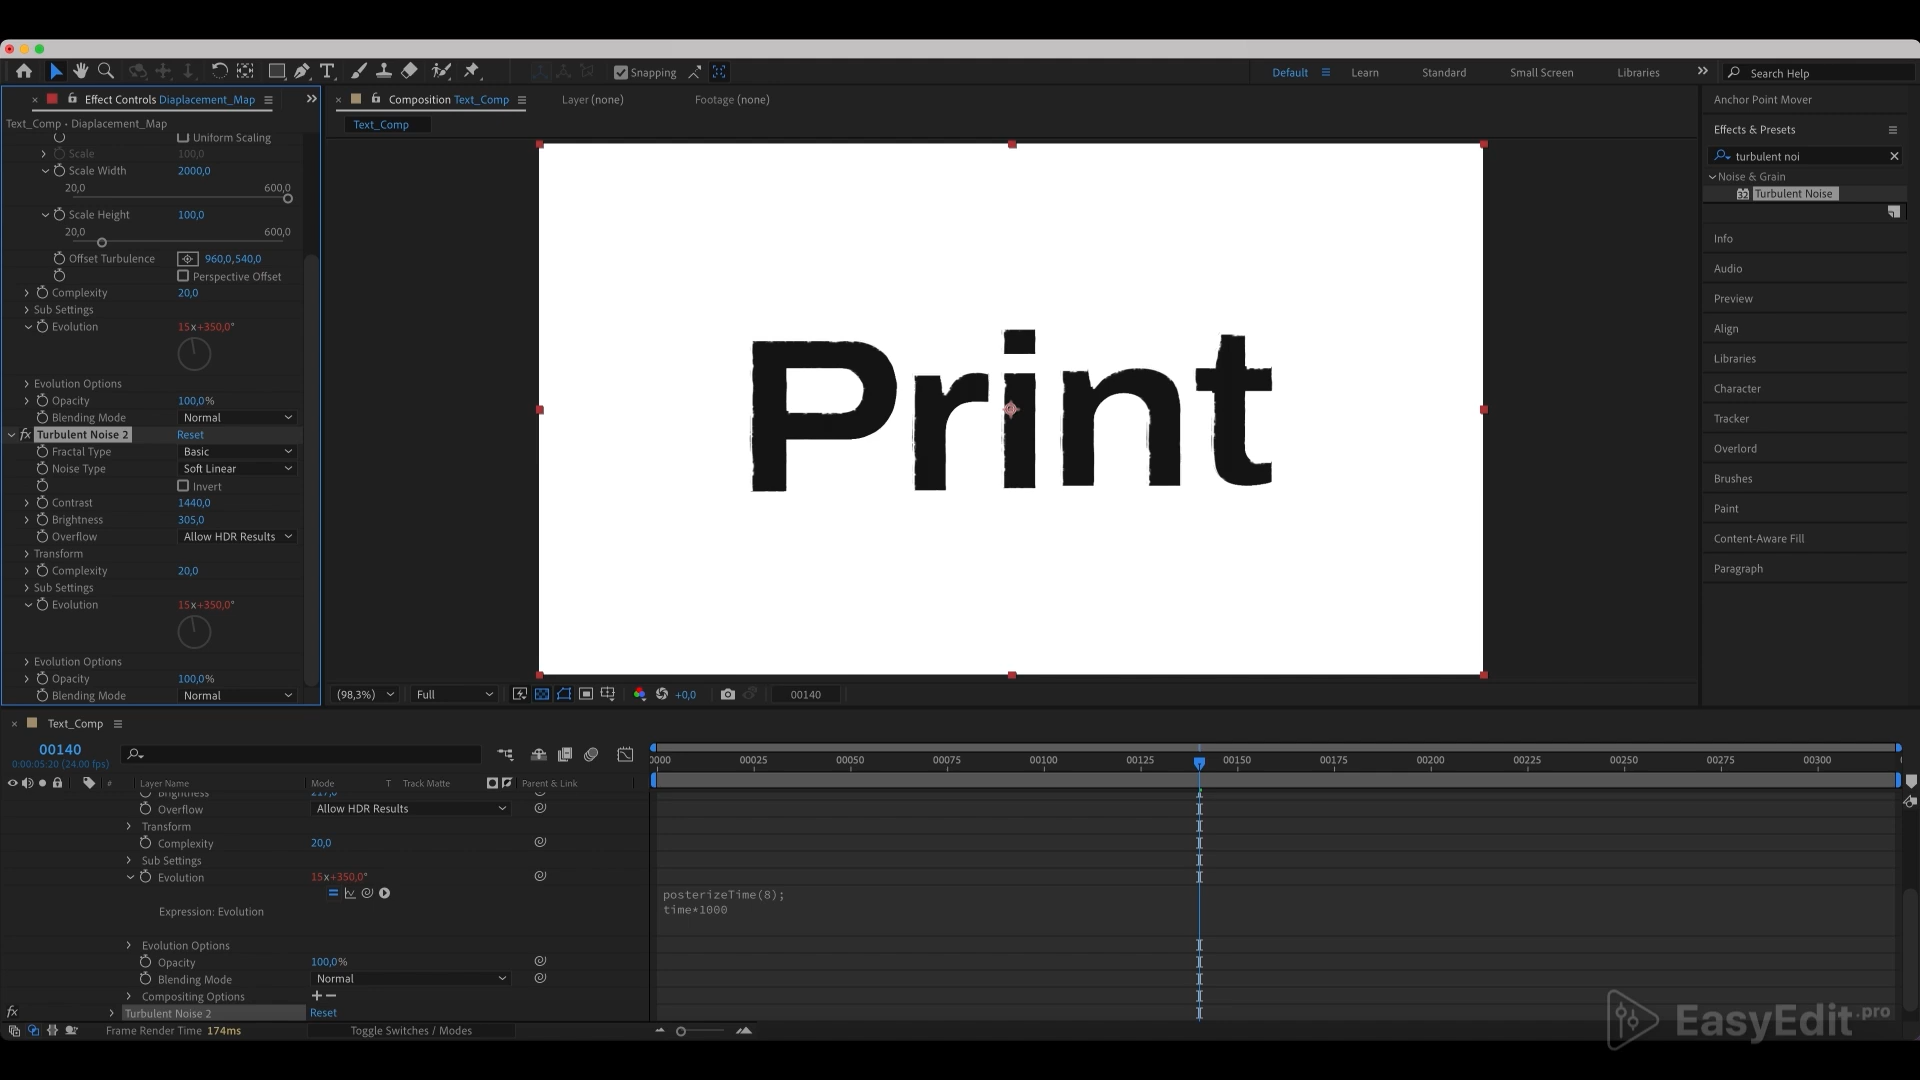 Snapping
Default
Learn
Standard
Small Screen
Libraries
Search Help
Effect Controls Diaplacement_Map
Composition Text_Comp
Layer (none)
Footage (none)
Text_Comp • Diaplacement_Map
Text_Comp
Uniform Scaling
Scale 100,0
Scale Width 2000,0
20,0 600,0
Scale Height 100,0
20,0 600,0
Offset Turbulence 960,0,540,0
Perspective Offset
Complexity 20,0
Sub Settings
Evolution 15x+350,0°
Evolution Options
Opacity 100,0%
Blending Mode Normal
fx Turbulent Noise 2 Reset
Fractal Type Basic
Noise Type Soft Linear
Invert
Contrast 1440,0
Brightness 305,0
Overflow Allow HDR Results
Transform
Complexity 20,0
Sub Settings
Evolution 15x+350,0°
Evolution Options
Opacity 100,0%
Blending Mode Normal
Print
(98,3%) Full +0,0 00140
Anchor Point Mover
Effects & Presets
turbulent noi
Noise & Grain
32 Turbulent Noise
Info
Audio
Preview
Align
Libraries
Character
Tracker
Overlord
Brushes
Paint
Content-Aware Fill
Paragraph
Text_Comp
00140
0:00:05:20 (24.00 fps)
0000 00025 00050 00075 00100 00125 00150 00175 00200 00225 00250 00275 00300
# Layer Name Mode T Track Matte Parent & Link
Brightness 217,0
Overflow Allow HDR Results
Transform
Complexity 20,0
Sub Settings
Evolution 15x+350,0°
Expression: Evolution
posterizeTime(8);
time*1000
Evolution Options
Opacity 100,0%
Blending Mode Normal
Compositing Options +−
fx Turbulent Noise 2 Reset
Frame Render Time 174ms
Toggle Switches / Modes
EasyEdit.pro